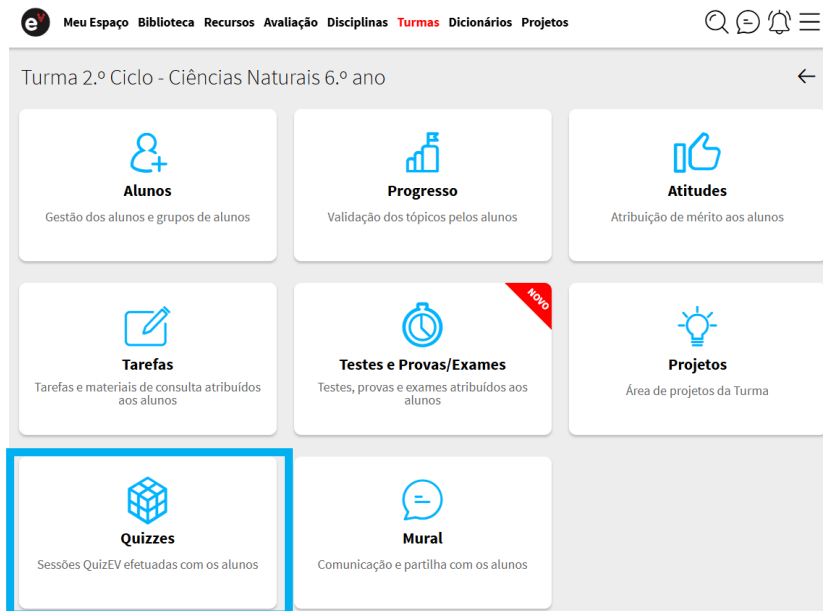 eV
Meu Espaço Biblioteca Recursos Avaliação Disciplinas Turmas Dicionários Projetos
Turma 2.º Ciclo - Ciências Naturais 6.º ano
Alunos
Gestão dos alunos e grupos de alunos
Progresso
Validação dos tópicos pelos alunos
Atitudes
Atribuição de mérito aos alunos
Tarefas
Tarefas e materiais de consulta atribuídos
aos alunos
NOVO
Testes e Provas/Exames
Testes, provas e exames atribuídos aos
alunos
Projetos
Área de projetos da Turma
Quizzes
Sessões QuizEV efetuadas com os alunos
Mural
Comunicação e partilha com os alunos